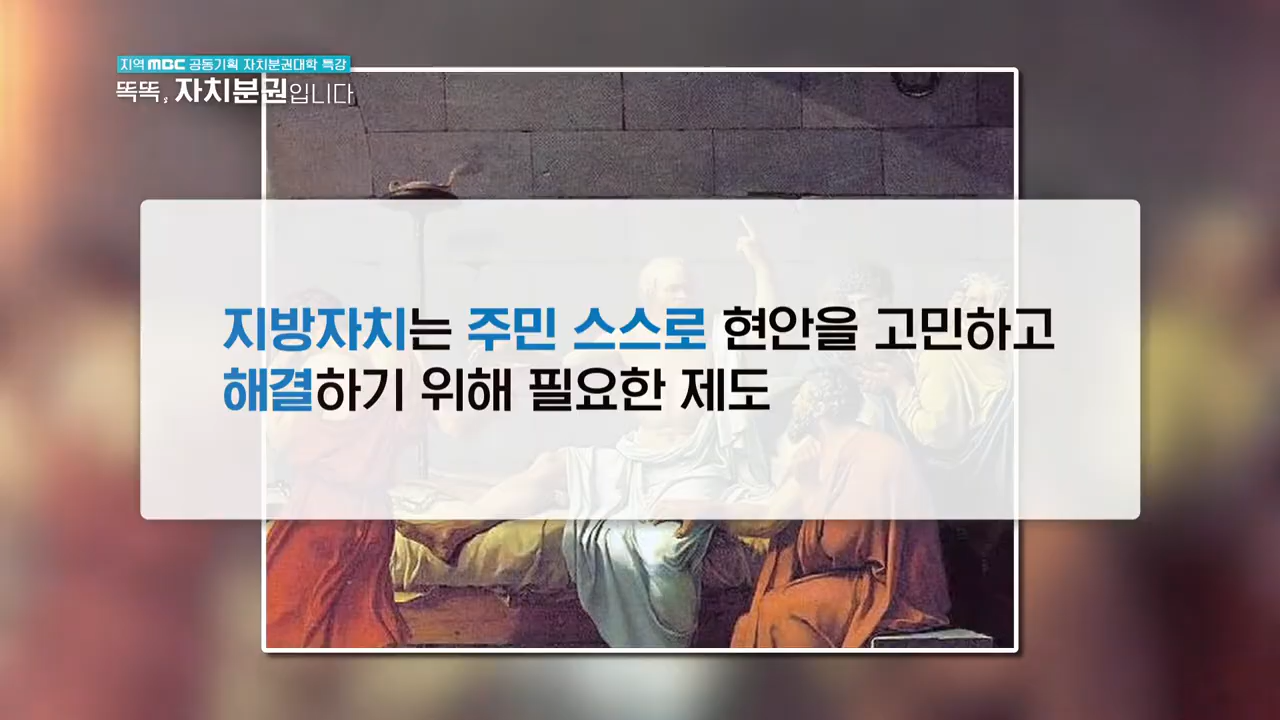 지역 MBC 공동기획 자치분권대학 특강
똑똑, 자치분권입니다
지방자치는 주민 스스로 현안을 고민하고
해결하기 위해 필요한 제도